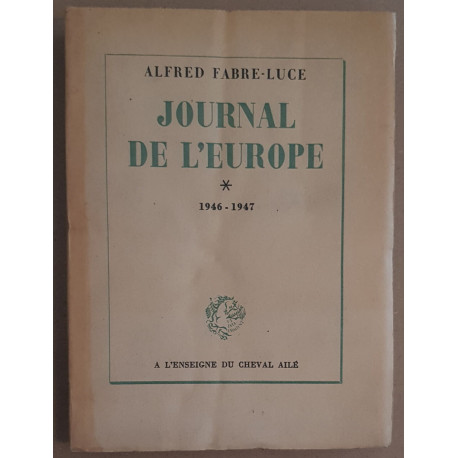 ALFRED FABRE-LUCE
JOURNAL
DE L'EUROPE
*
1946-1947
A L'ENSEIGNE DU CHEVAL AILÉ